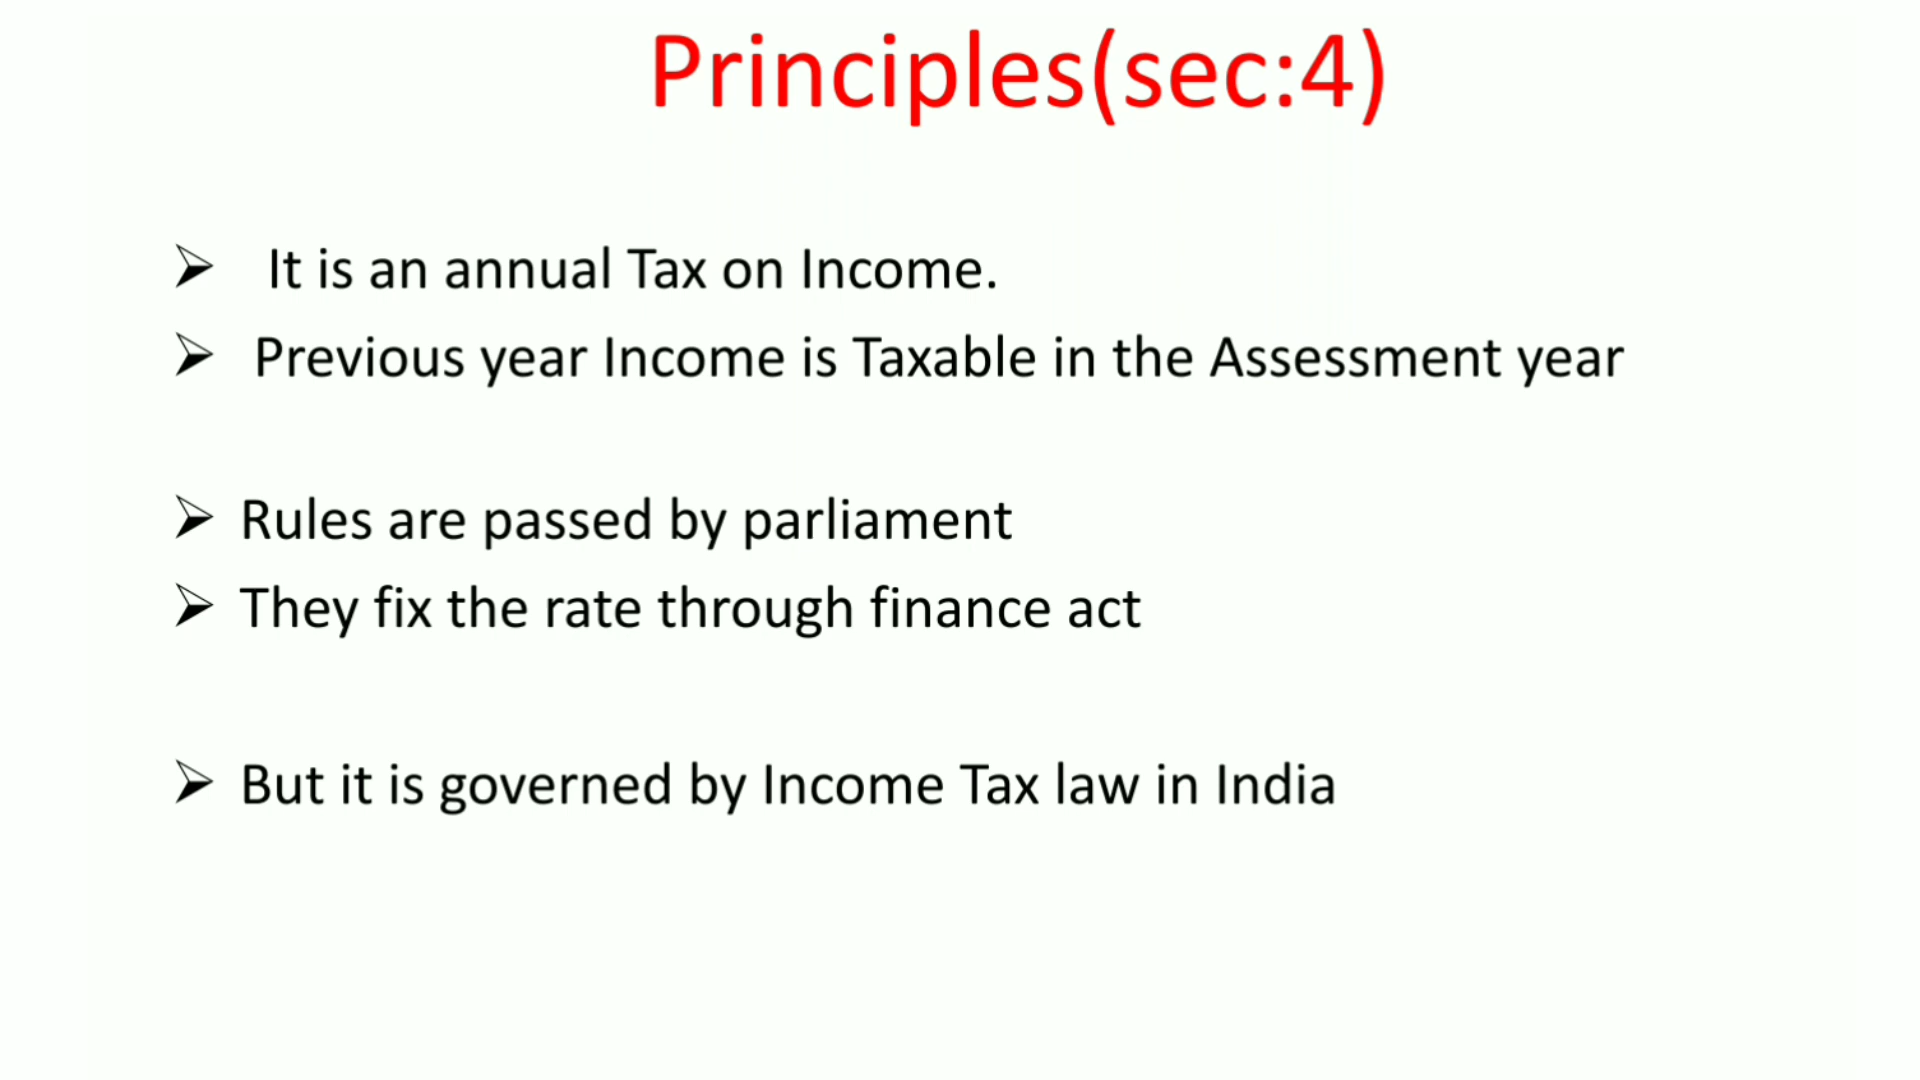 Principles(sec:4)
➢ It is an annual Tax on Income.
➢ Previous year Income is Taxable in the Assessment year
➢ Rules are passed by parliament
➢ They fix the rate through finance act
➢ But it is governed by Income Tax law in India